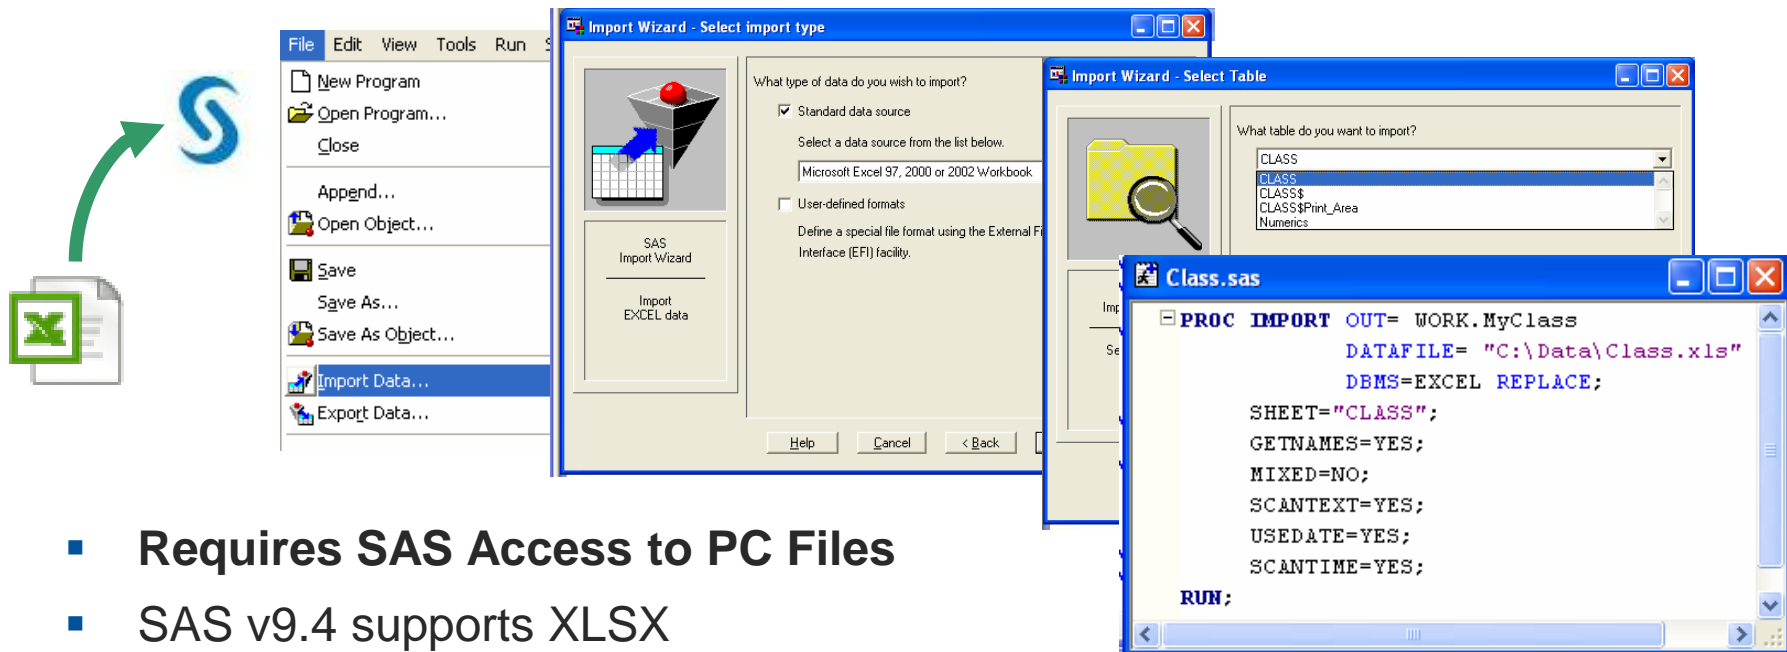 File Edit View Tools Run
New Program
Open Program...
Close
Append...
Open Object...
Save
Save As...
Save As Object...
Import Data...
Export Data...
Import Wizard - Select import type
What type of data do you wish to import?
Standard data source
Select a data source from the list below.
Microsoft Excel 97, 2000 or 2002 Workbook
User-defined formats
Define a special file format using the External Fi
Interface (EFI) facility.
SAS
Import Wizard
Import
EXCEL data
Help Cancel < Back
Import Wizard - Select Table
What table do you want to import?
CLASS
CLASS
CLASS$
CLASS$Print_Area
Numerics
Imp
Se
Class.sas
PROC IMPORT OUT= WORK.MyClass
DATAFILE= "C:\Data\Class.xls"
DBMS=EXCEL REPLACE;
SHEET="CLASS";
GETNAMES=YES;
MIXED=NO;
SCANTEXT=YES;
USEDATE=YES;
SCANTIME=YES;
RUN;
Requires SAS Access to PC Files
SAS v9.4 supports XLSX